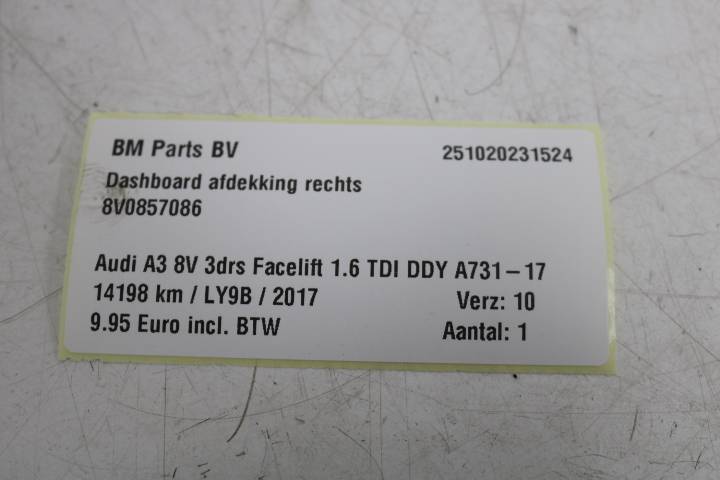 BM Parts BV 251020231524
Dashboard afdekking rechts
8V0857086
Audi A3 8V 3drs Facelift 1.6 TDI DDY A731-17
14198 km / LY9B / 2017 Verz: 10
9.95 Euro incl. BTW Aantal: 1